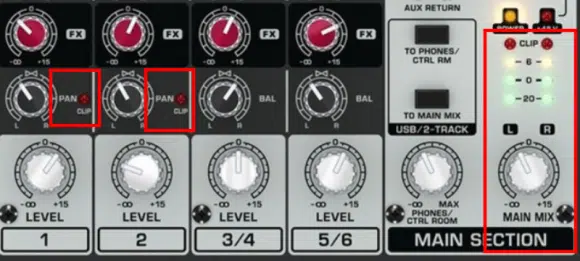 AUX RETURN
POWER +48 V
FX FX FX
-∞ +15 -∞ +15 -∞ +15
TO PHONES/
CTRL RM
CLIP
6
0
-20
PAN CLIP PAN CLIP BAL BAL
L R L R L R L R
TO MAIN MIX
USB/2-TRACK
L R
0 0 0 0 0
-∞ +15 -∞ +15 -∞ +15 -∞ +15 -∞ MAX -∞ +15
LEVEL LEVEL LEVEL LEVEL PHONES/
CTRL ROOM MAIN MIX
1 2 3/4 5/6 MAIN SECTION